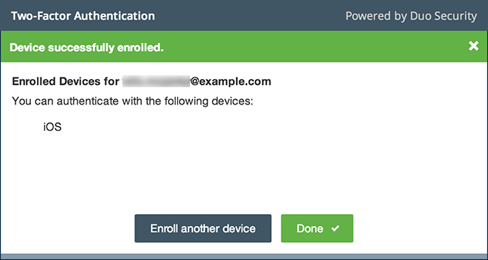 Two-Factor Authentication
Powered by Duo Security
Device successfully enrolled.
Enrolled Devices for @example.com
You can authenticate with the following devices:
iOS
Enroll another device
Done